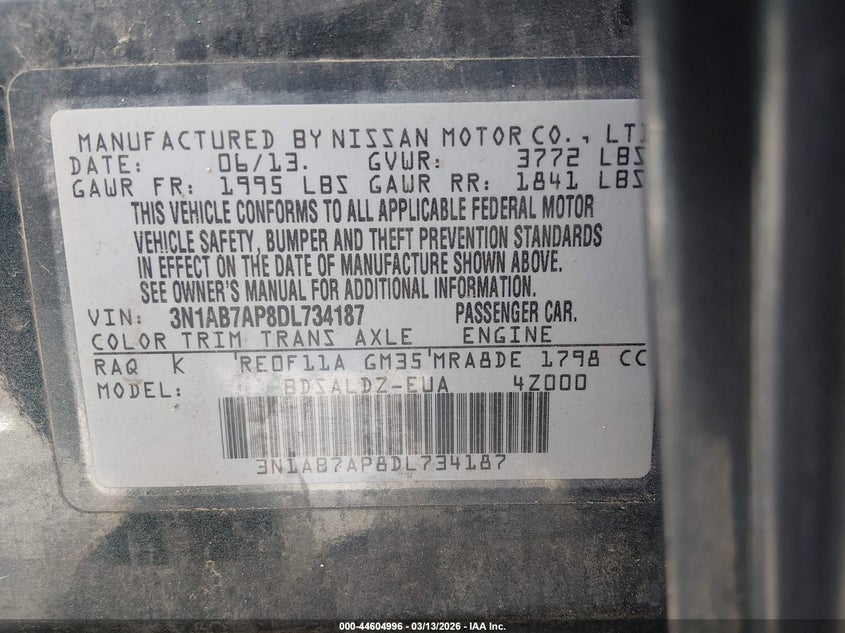 MANUFACTURED BY NISSAN MOTOR CO., LT
DATE: 06/13. GVWR: 3772 LBS
GAWR FR: 1995 LBS GAWR RR: 1841 LBS
THIS VEHICLE CONFORMS TO ALL APPLICABLE FEDERAL MOTOR
VEHICLE SAFETY, BUMPER AND THEFT PREVENTION STANDARDS
IN EFFECT ON THE DATE OF MANUFACTURE SHOWN ABOVE.
SEE OWNER'S MANUAL FOR ADDITIONAL INFORMATION.
VIN: 3N1AB7AP8DL734187 PASSENGER CAR.
COLOR TRIM TRANS AXLE ENGINE
RAQ K RE0F11A GM35 MRA8DE 1798 CC
MODEL: BDSALDZ-EUA 4Z000
3N1AB7AP8DL734187
000-44604996 — 03/13/2026 — IAA Inc.